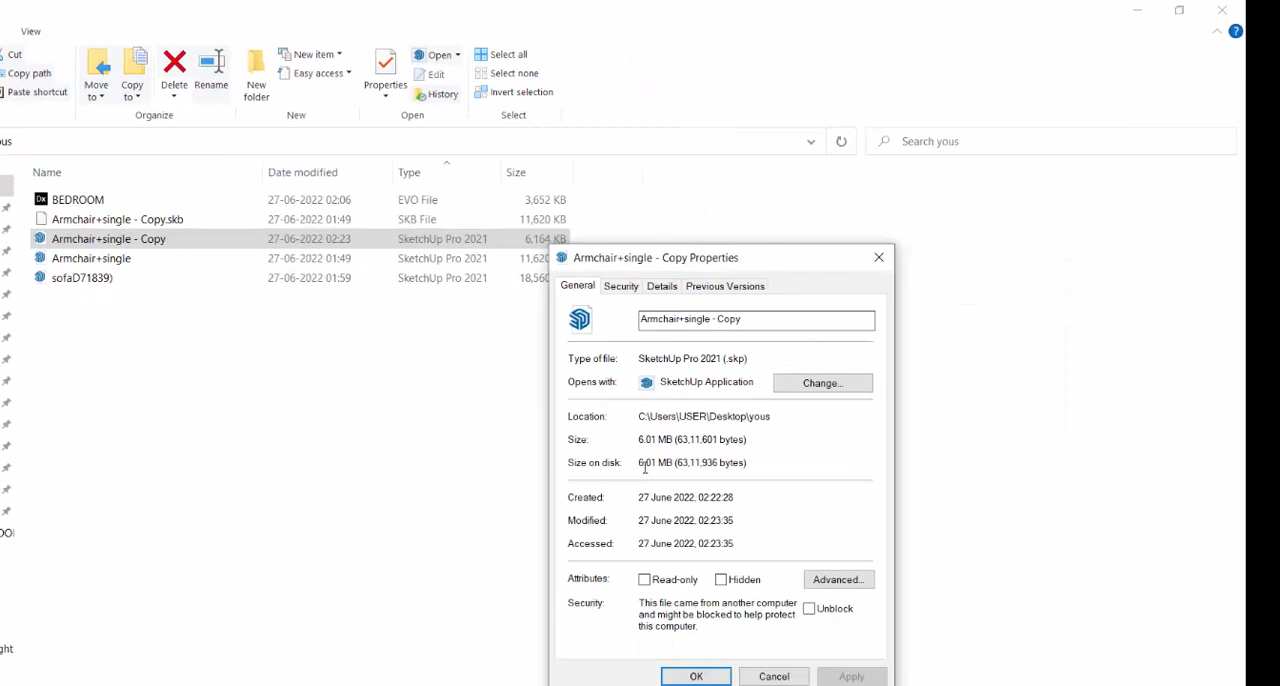 View
Cut
Copy path
Paste shortcut
Move to
Copy to
Delete
Rename
Organize
New folder
New item
Easy access
New
Properties
Open
Edit
History
Open
Select all
Select none
Invert selection
Select
ous
Search yous
Name Date modified Type Size
Dx BEDROOM 27-06-2022 02:06 EVO File 3,652 KB
Armchair+single - Copy.skb 27-06-2022 01:49 SKB File 11,620 KB
Armchair+single - Copy 27-06-2022 02:23 SketchUp Pro 2021 6,164 KB
Armchair+single 27-06-2022 01:49 SketchUp Pro 2021 11,620
sofaD71839) 27-06-2022 01:59 SketchUp Pro 2021 18,560
Armchair+single - Copy Properties
General Security Details Previous Versions
Armchair+single - Copy
Type of file: SketchUp Pro 2021 (.skp)
Opens with: SketchUp Application Change...
Location: C:\Users\USER\Desktop\yous
Size: 6.01 MB (63,11,601 bytes)
Size on disk: 6.01 MB (63,11,936 bytes)
Created: 27 June 2022, 02:22:28
Modified: 27 June 2022, 02:23:35
Accessed: 27 June 2022, 02:23:35
Attributes: Read-only Hidden Advanced...
Security: This file came from another computer
and might be blocked to help protect
this computer.
Unblock
OK Cancel Apply
ght